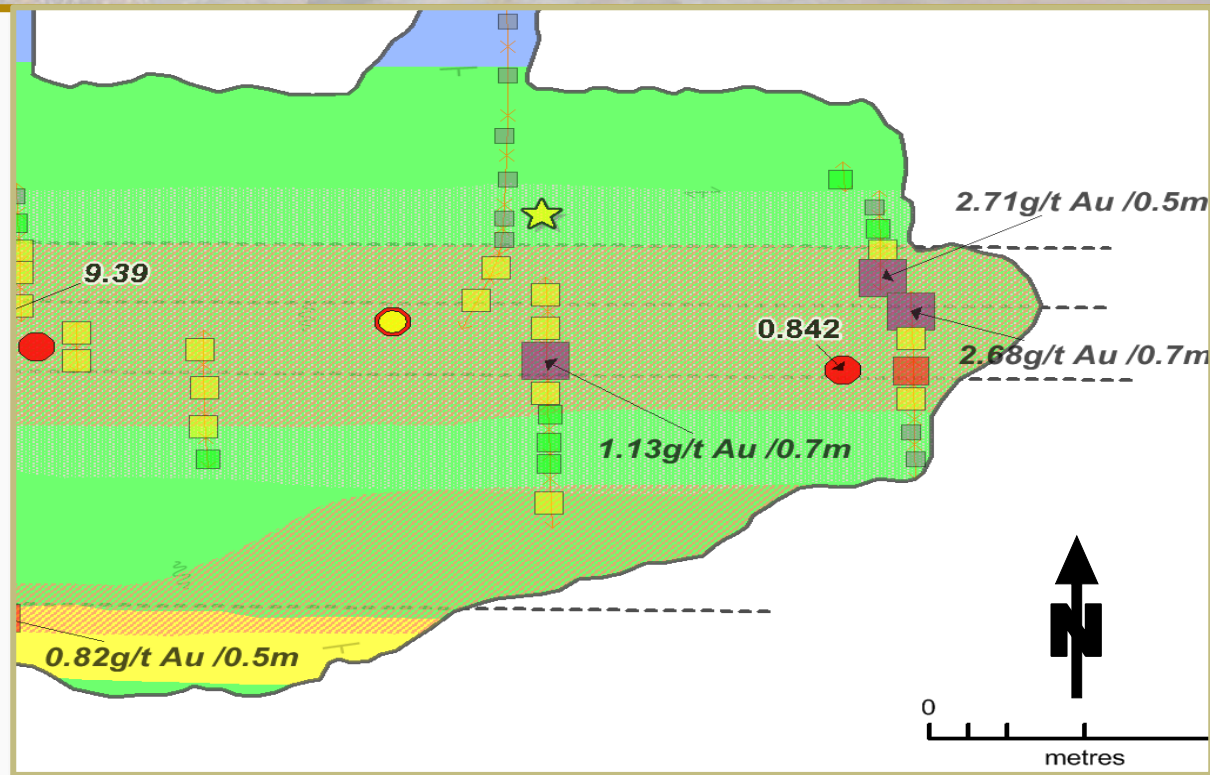 2.71g/t Au /0.5m
9.39
0.842
2.68g/t Au /0.7m
1.13g/t Au /0.7m
0.82g/t Au /0.5m
N
0
metres